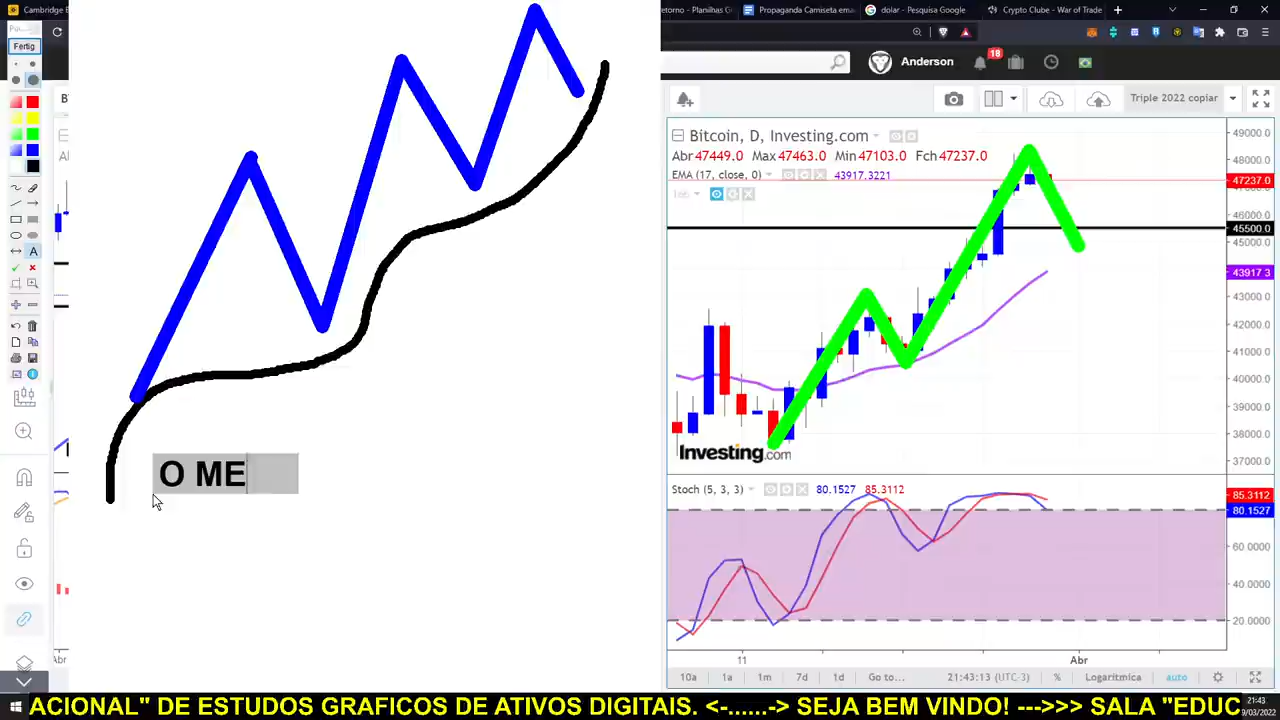 Cambridge B
etorno - Planilhas G
Propaganda Camiseta ema
dolar - Pesquisa Google
Crypto Clube - War of Trade
Fertig
Anderson
18
Triple 2022 copiar
Bitcoin, D, Investing.com
Abr 47449.0 Max 47463.0 Min 47103.0 Fch 47237.0
EMA (17, close, 0) 43917.3221
49000.0
48000.0
47237.0
46000.0
45500.0
45000.0
43917.3
43000.0
42000.0
41000.0
40000.0
39000.0
38000.0
37000.0
Investing.com
O ME
Stoch (5, 3, 3) 80.1527 85.3112
85.3112
80.1527
60.0000
40.0000
20.0000
11 Abr
10a 1a 1m 7d 1d Go to... 21:43:13 (UTC-3) % Logarítmica auto
ACIONAL" DE ESTUDOS GRAFICOS DE ATIVOS DIGITAIS. <-......-> SEJA BEM VINDO! --->>> SALA "EDUC
21:43
9/03/2022